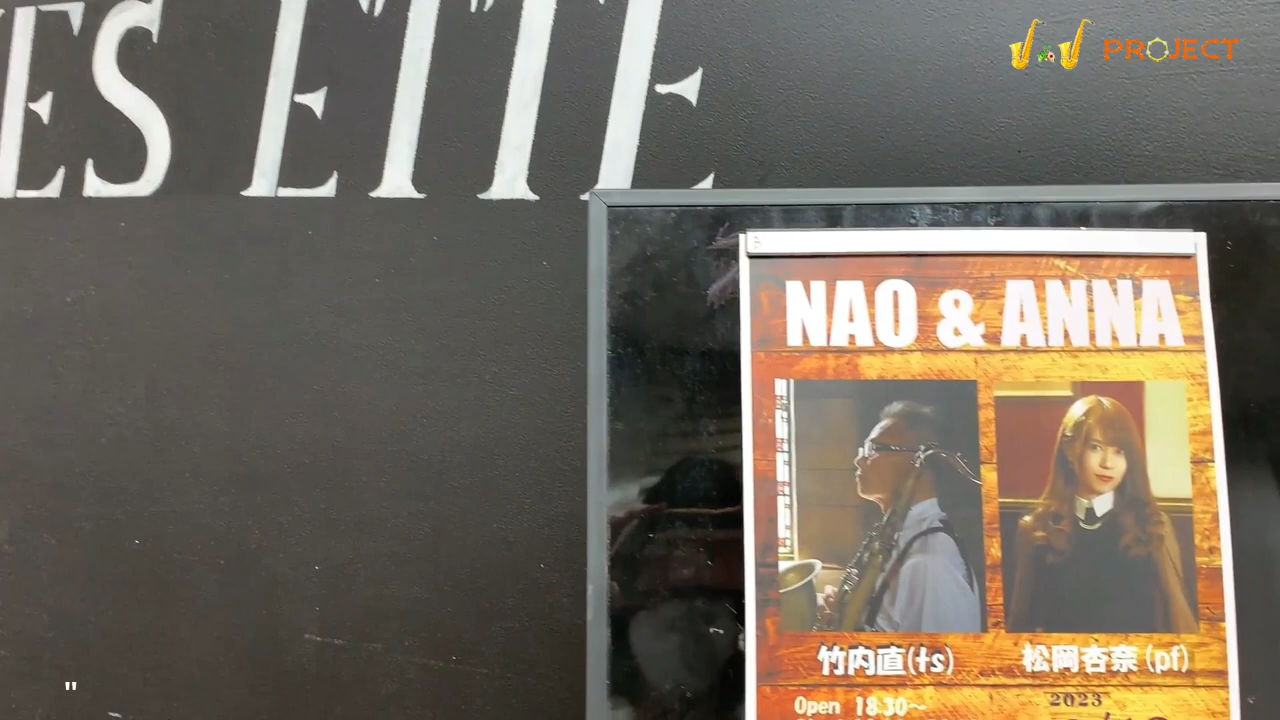 ES ETTE
PROJECT
NAO & ANNA
竹内直(ts)
松岡杏奈(pf)
Open 18:30〜
2023
"